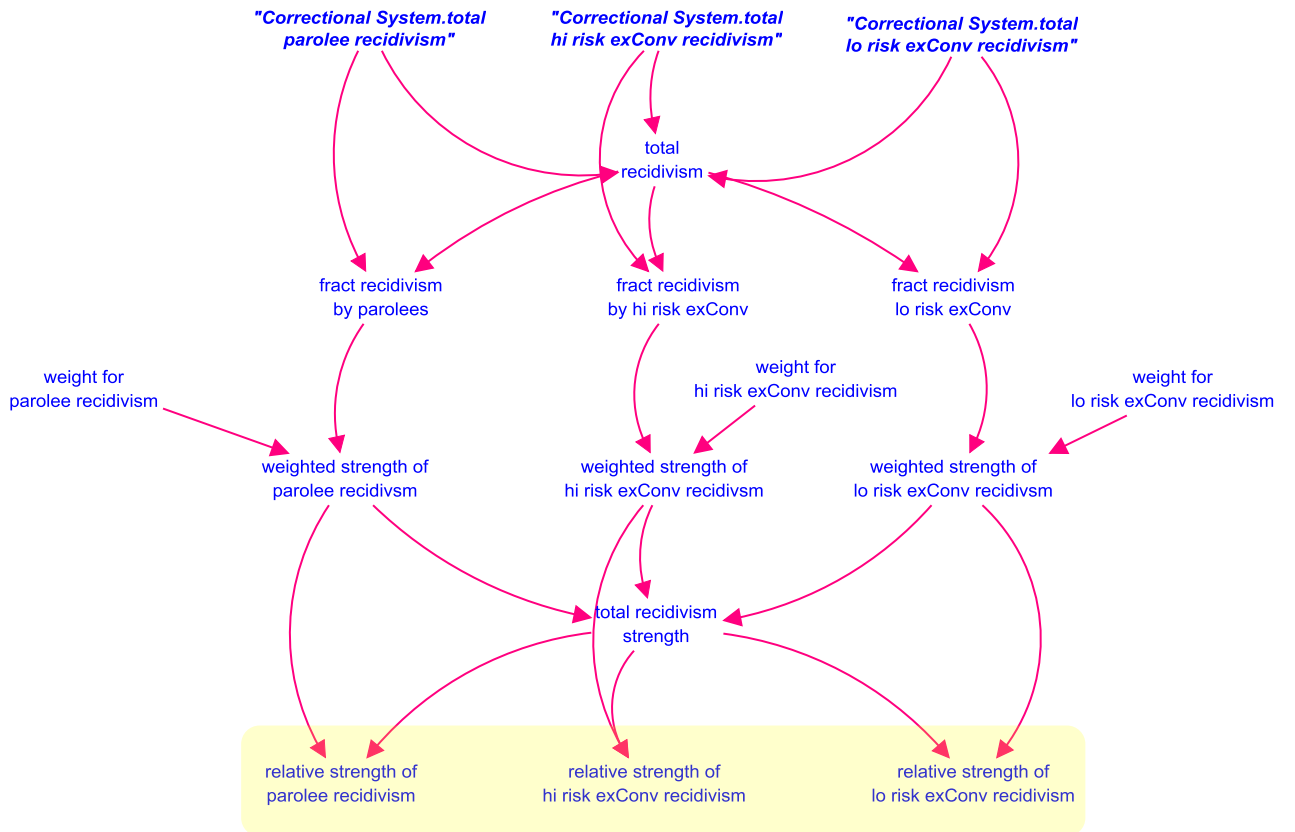 "Correctional System.total
parolee recidivism"
"Correctional System.total
hi risk exConv recidivism"
"Correctional System.total
lo risk exConv recidivism"
total
recidivism
fract recidivism
by parolees
fract recidivism
by hi risk exConv
fract recidivism
lo risk exConv
weight for
parolee recidivism
weight for
hi risk exConv recidivism
weight for
lo risk exConv recidivism
weighted strength of
parolee recidivsm
weighted strength of
hi risk exConv recidivsm
weighted strength of
lo risk exConv recidivsm
total recidivism
strength
relative strength of
parolee recidivism
relative strength of
hi risk exConv recidivism
relative strength of
lo risk exConv recidivism